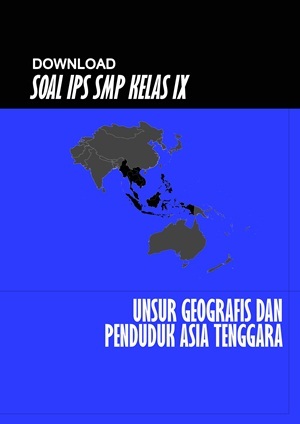 DOWNLOAD
SOAL IPS SMP KELAS IX
UNSUR GEOGRAFIS DAN
PENDUDUK ASIA TENGGARA